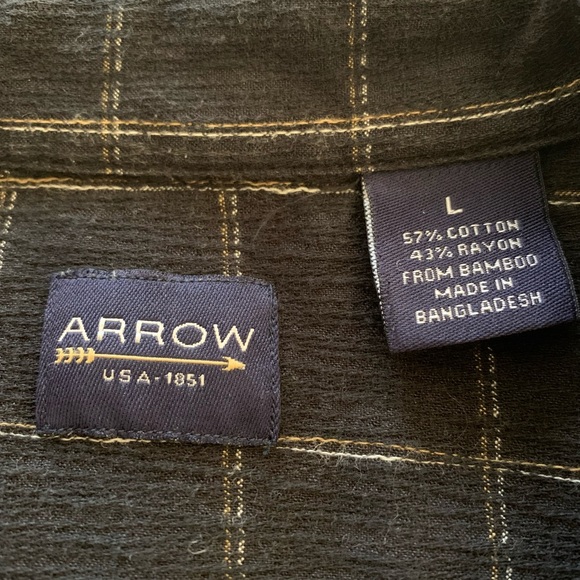 ARROW
USA-1851
L
57% COTTON
43% RAYON
FROM BAMBOO
MADE IN
BANGLADESH